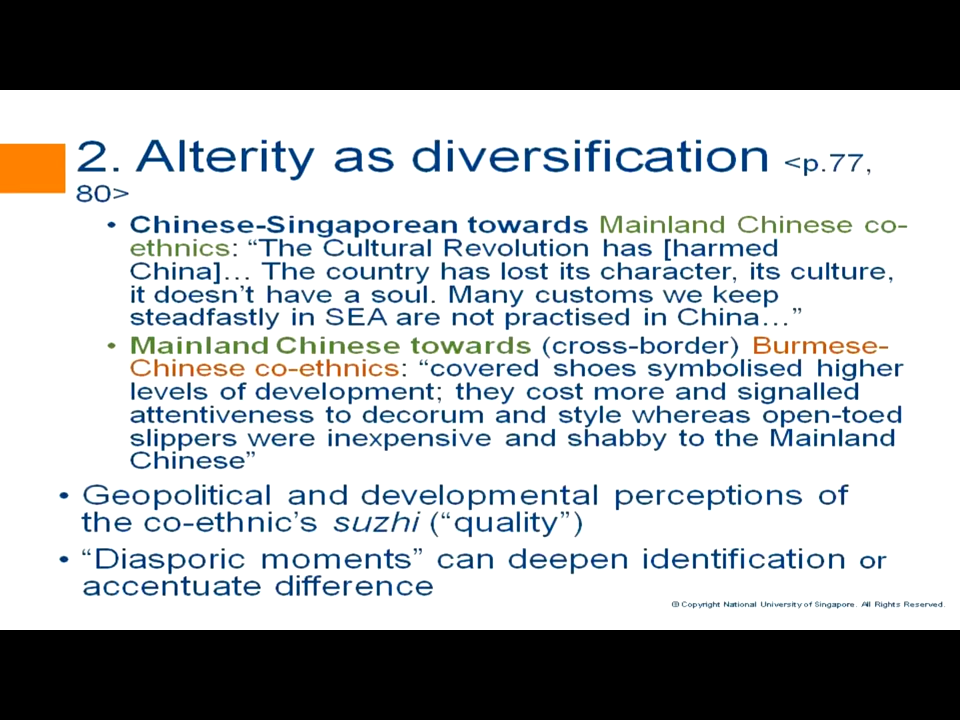 2. Alterity as diversification <p.77,
80>
• Chinese-Singaporean towards Mainland Chinese co-
ethnics: “The Cultural Revolution has [harmed
China]… The country has lost its character, its culture,
it doesn’t have a soul. Many customs we keep
steadfastly in SEA are not practised in China…”
• Mainland Chinese towards (cross-border) Burmese-
Chinese co-ethnics: “covered shoes symbolised higher
levels of development; they cost more and signalled
attentiveness to decorum and style whereas open-toed
slippers were inexpensive and shabby to the Mainland
Chinese”
• Geopolitical and developmental perceptions of
the co-ethnic’s suzhi (“quality”)
• “Diasporic moments” can deepen identification or
accentuate difference
© Copyright National University of Singapore. All Rights Reserved.